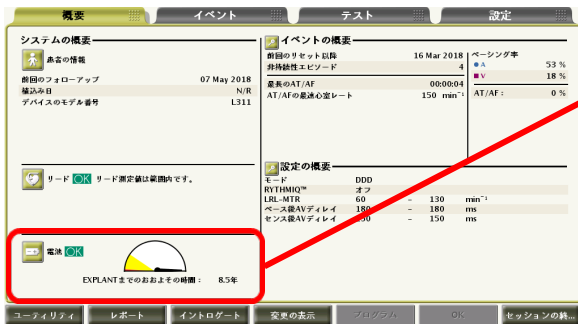 概要
イベント
テスト
設定
システムの概要
患者の情報
前回のフォローアップ 07 May 2018
植込み日 N/R
デバイスのモデル番号 L311
リード OK リード測定値は範囲内です。
電池 OK
EXPLANTまでのおおよその時間： 8.5年
イベントの概要
前回のリセット以降 16 Mar 2018
非持続性エピソード 4
最長のAT/AF 00:00:04
AT/AFの最速心室レート 150 min⁻¹
ペーシング率
A 53 %
V 18 %
AT/AF： 0 %
設定の概要
モード DDD
RYTHMIQ™ オフ
LRL-MTR 60 – 130 min⁻¹
ペース後AVディレイ 180 – 180 ms
センス後AVディレイ – 150 ms
ユーティリティ
レポート
イントロゲート
変更の表示
プログラム
OK
セッションの終...